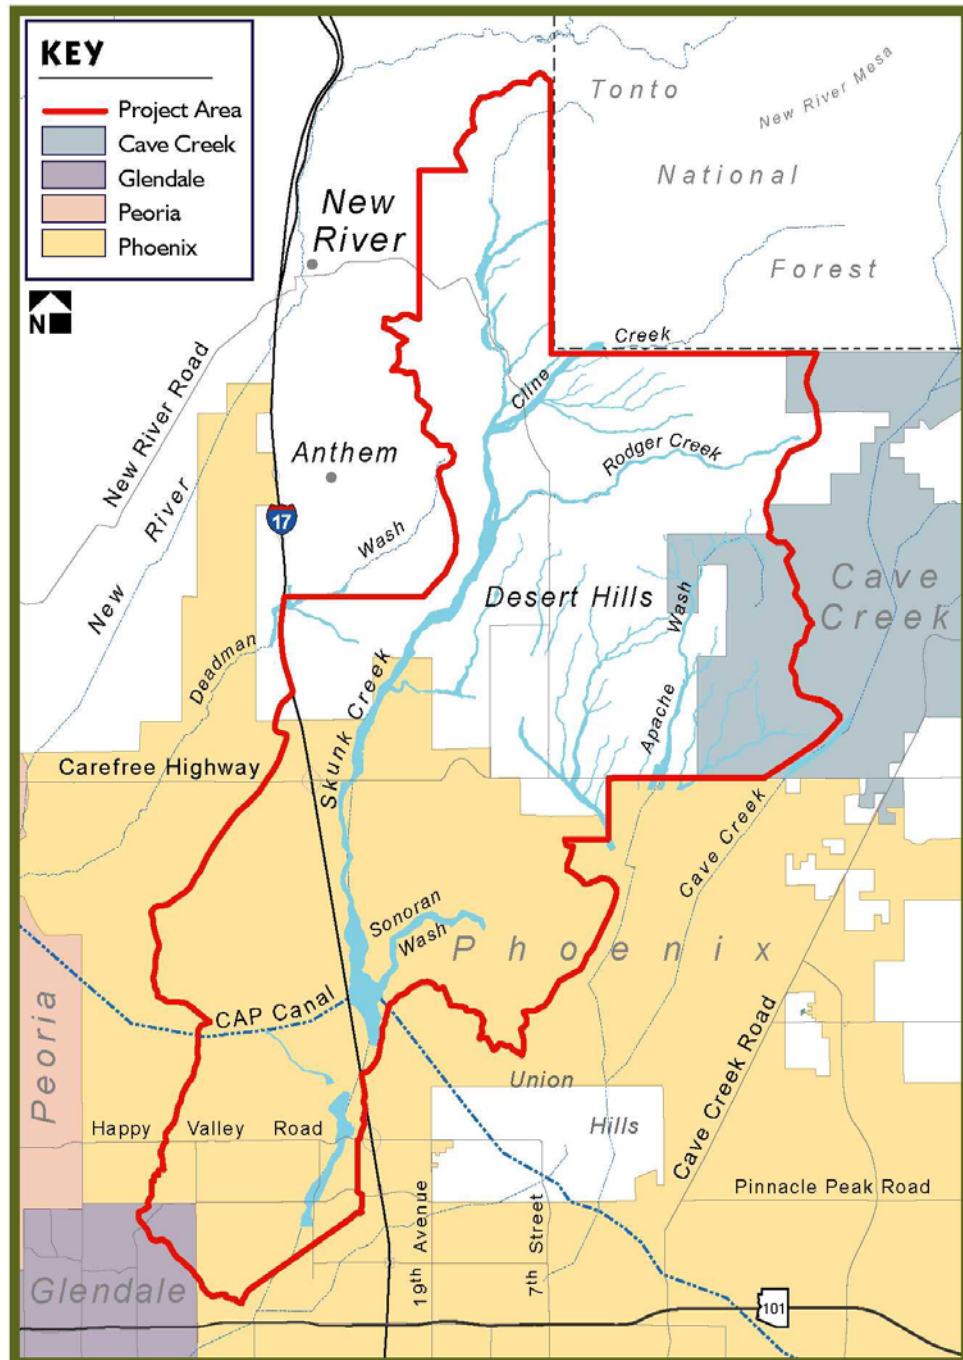 KEY
Project Area
Cave Creek
Glendale
Peoria
Phoenix
N
Tonto
New River Mesa
National
Forest
New
River
Creek
Cline
New River Road
Anthem
Rodger Creek
17
River
New
Wash
Desert Hills
Wash
Cave
Creek
Deadman
Skunk Creek
Apache
Carefree Highway
Cave Creek
Sonoran
Wash
Phoenix
CAP Canal
Peoria
Cave Creek Road
Union
Hills
Happy Valley Road
Pinnacle Peak Road
19th Avenue
7th Street
Glendale
101